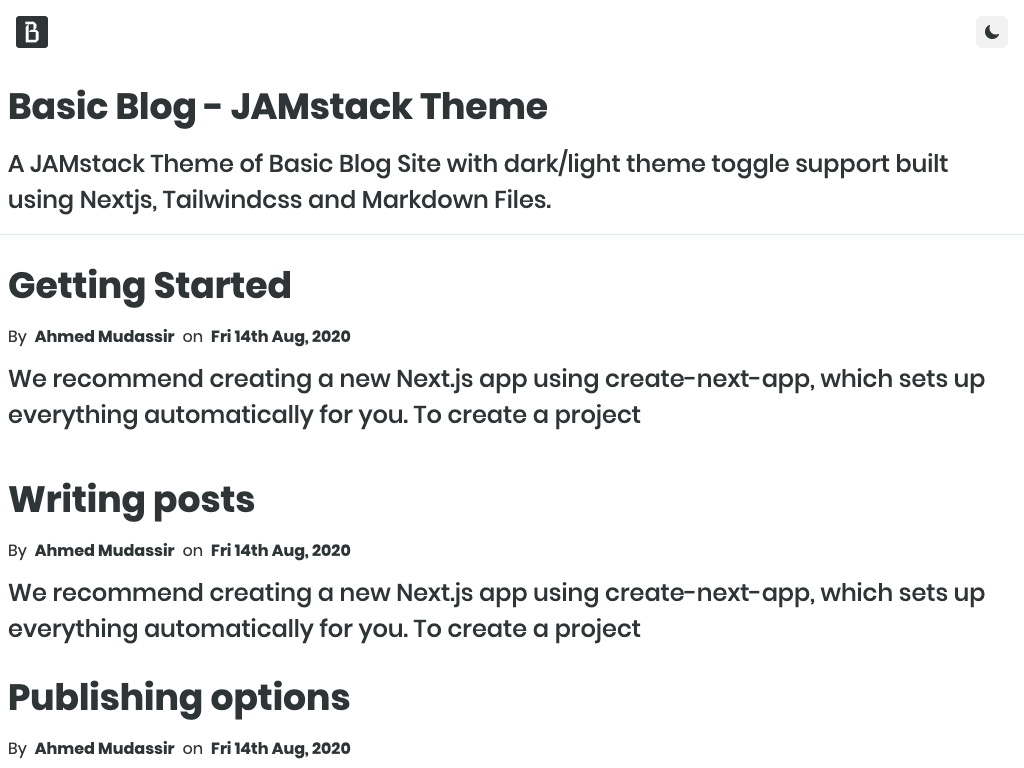 B
Basic Blog - JAMstack Theme
A JAMstack Theme of Basic Blog Site with dark/light theme toggle support built
using Nextjs, Tailwindcss and Markdown Files.
Getting Started
By Ahmed Mudassir on Fri 14th Aug, 2020
We recommend creating a new Next.js app using create-next-app, which sets up
everything automatically for you. To create a project
Writing posts
By Ahmed Mudassir on Fri 14th Aug, 2020
We recommend creating a new Next.js app using create-next-app, which sets up
everything automatically for you. To create a project
Publishing options
By Ahmed Mudassir on Fri 14th Aug, 2020